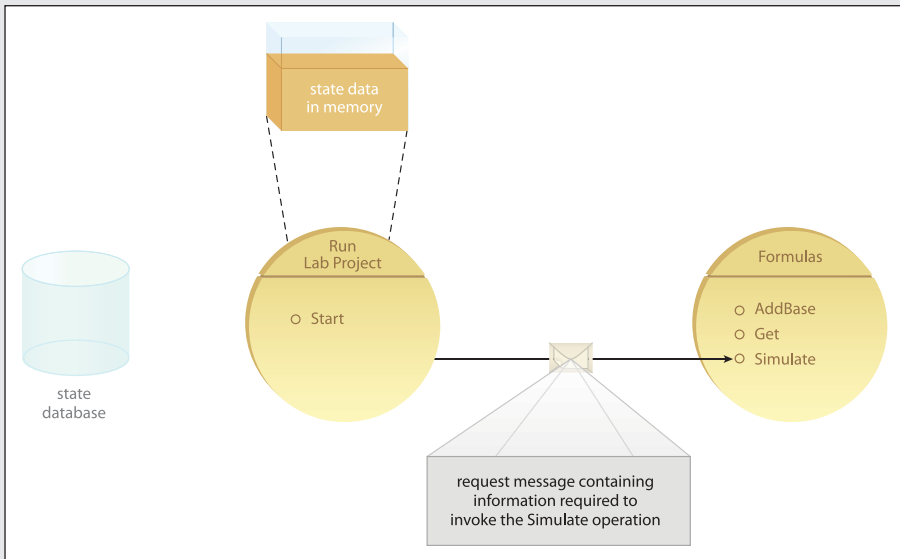 state data
in memory
Run
Lab Project
Start
Formulas
AddBase
Get
Simulate
state
database
request message containing
information required to
invoke the Simulate operation